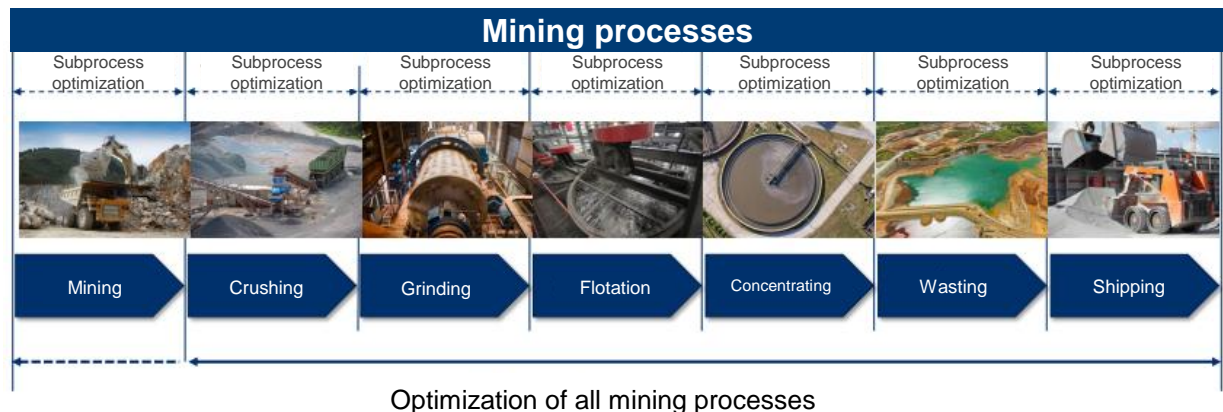 Mining processes
Subprocess
optimization
Subprocess
optimization
Subprocess
optimization
Subprocess
optimization
Subprocess
optimization
Subprocess
optimization
Subprocess
optimization
Mining
Crushing
Grinding
Flotation
Concentrating
Wasting
Shipping
Optimization of all mining processes